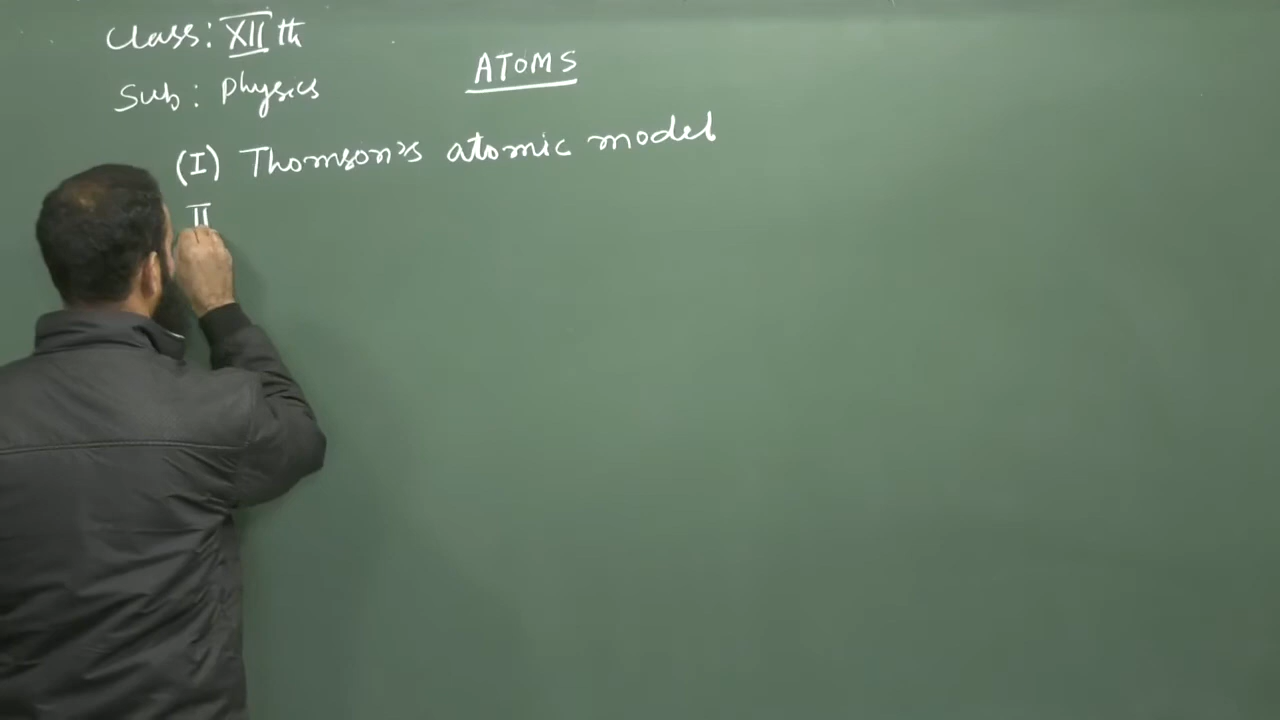 Class: XII th
ATOMS
Sub: Physics
(I) Thomson's atomic model
II